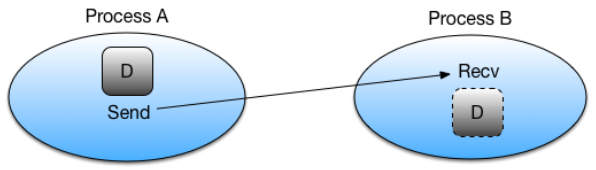 Process A
D
Send
Process B
Recv
D